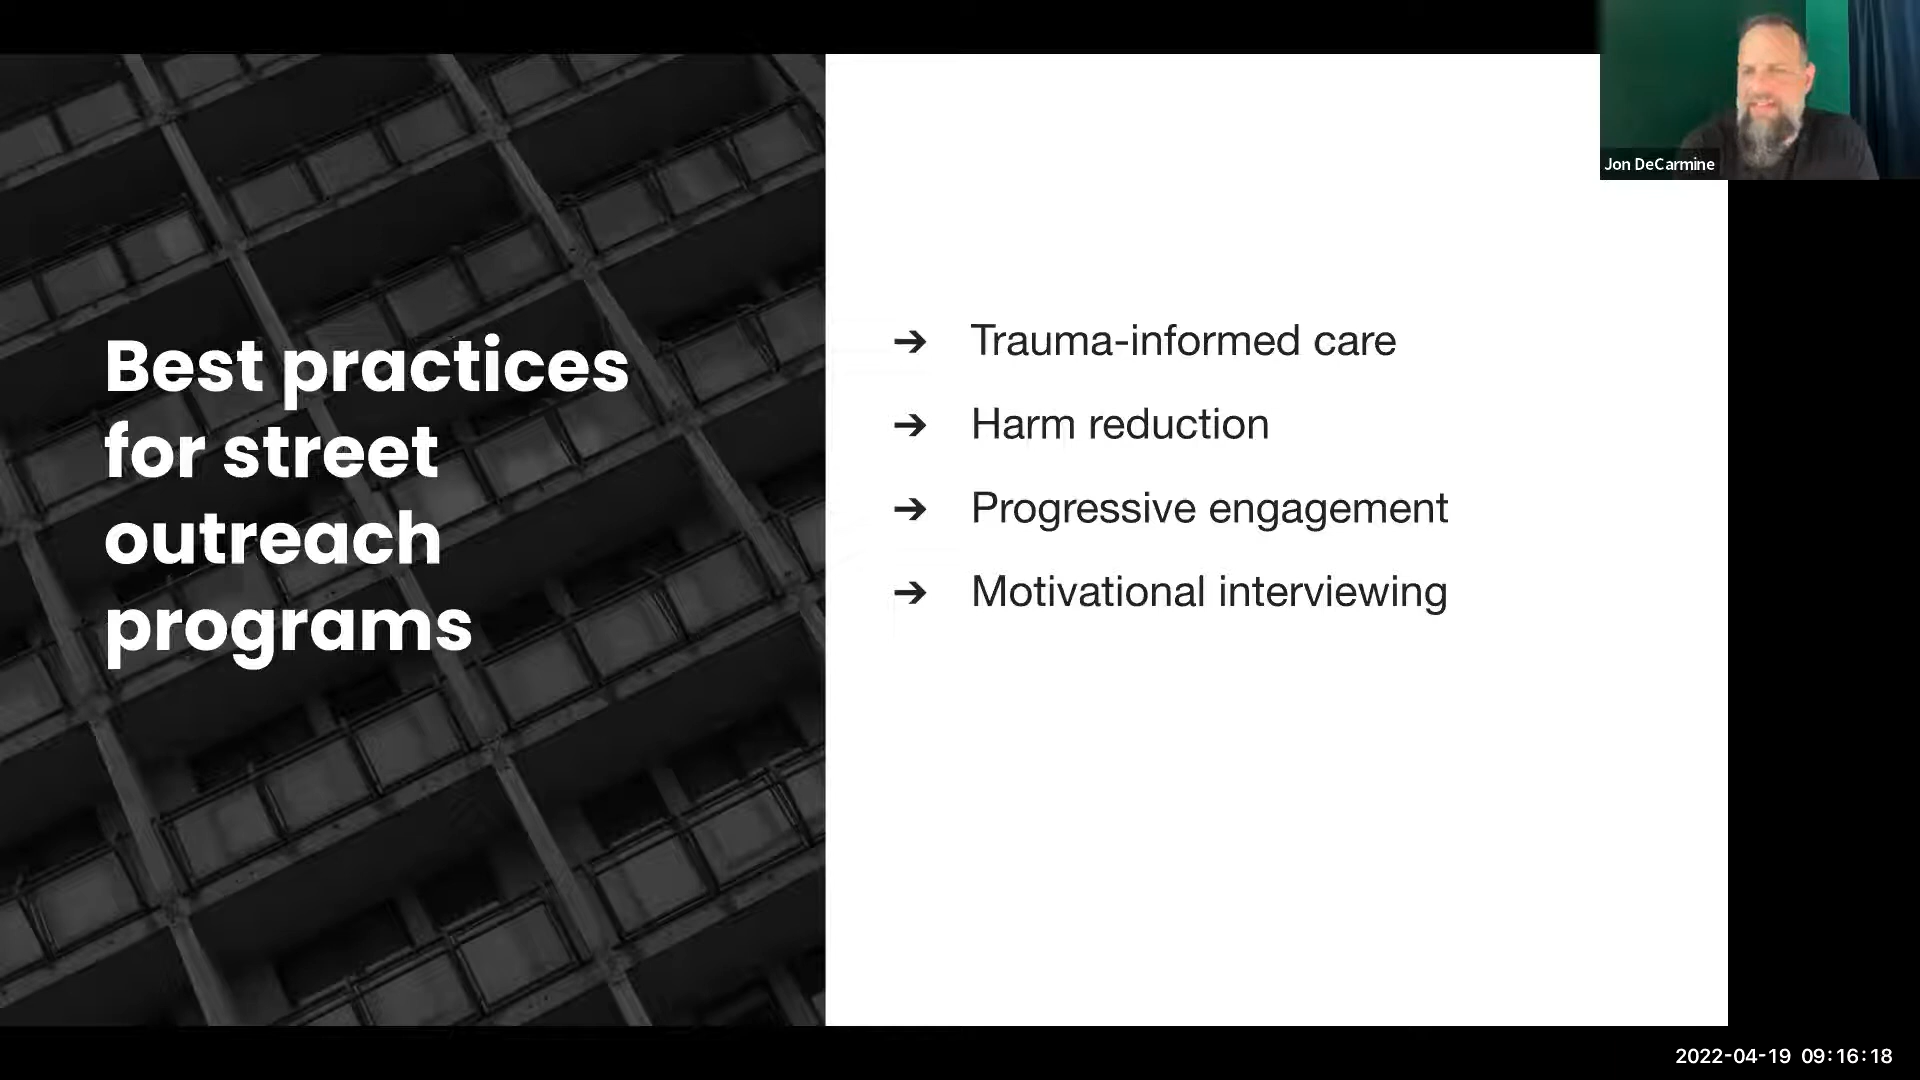 Best practices
for street
outreach
programs
➔ Trauma-informed care
➔ Harm reduction
➔ Progressive engagement
➔ Motivational interviewing
Jon DeCarmine
2022-04-19 09:16:18